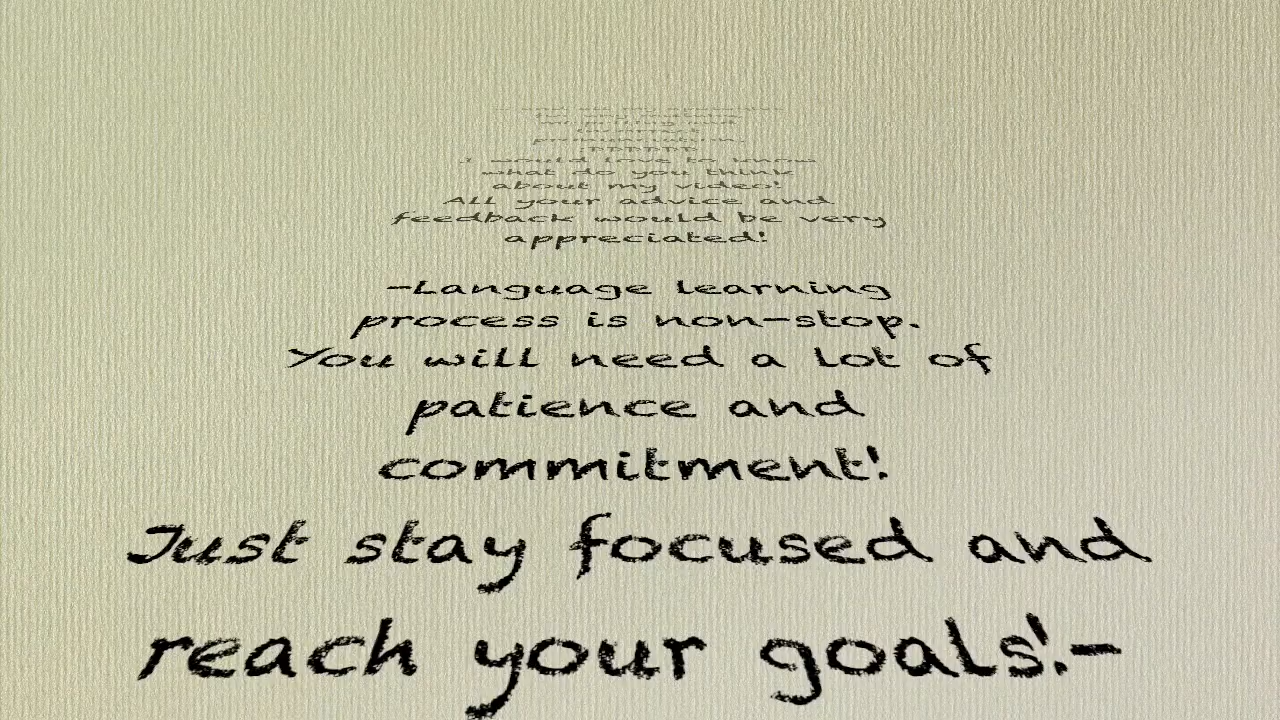 incorrect
pronunciation.
I would love to know
what do you think
about my video!
All your advice and
feedback would be very
appreciated!
-Language learning
process is non-stop.
You will need a lot of
patience and
commitment!
Just stay focused and
reach your goals!-